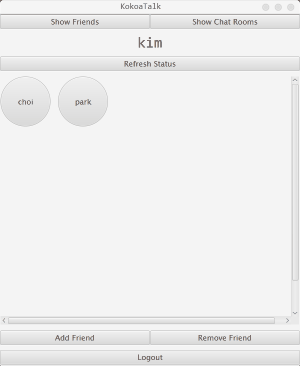 KokoaTalk
Show Friends Show Chat Rooms
kim
Refresh Status
choi park
Add Friend Remove Friend
Logout